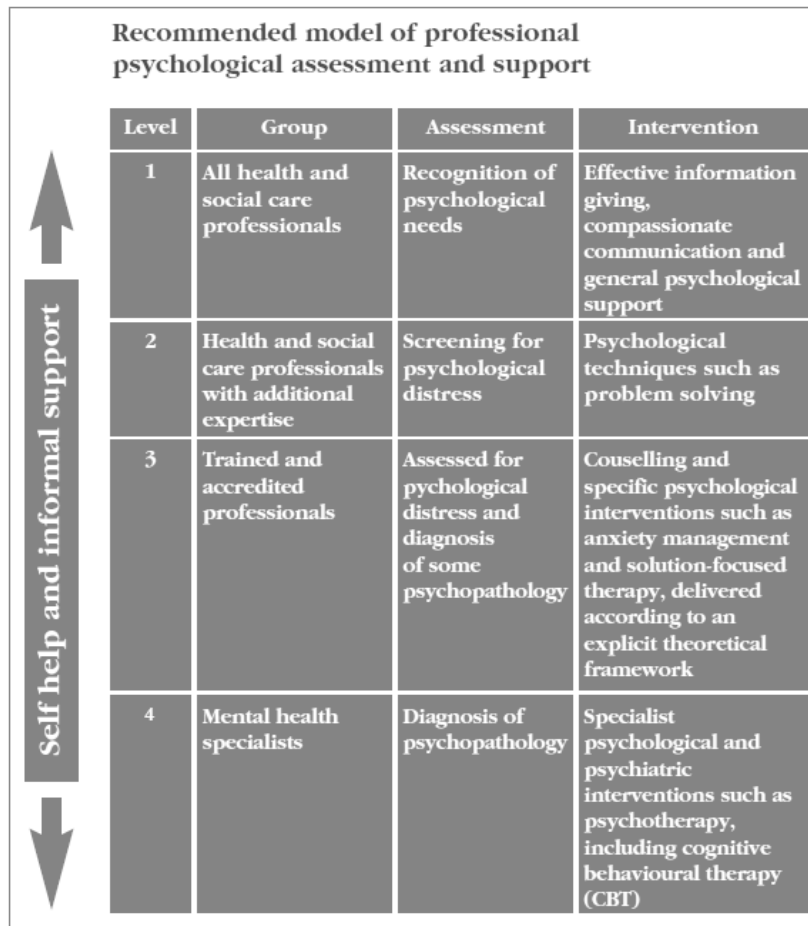 Recommended model of professional
psychological assessment and support
Level
Group
Assessment
Intervention
1
All health and
social care
professionals
Recognition of
psychological
needs
Effective information
giving,
compassionate
communication and
general psychological
support
2
Health and social
care professionals
with additional
expertise
Screening for
psychological
distress
Psychological
techniques such as
problem solving
3
Trained and
accredited
professionals
Assessed for
pychological
distress and
diagnosis
of some
psychopathology
Couselling and
specific psychological
interventions such as
anxiety management
and solution-focused
therapy, delivered
according to an
explicit theoretical
framework
4
Mental health
specialists
Diagnosis of
psychopathology
Specialist
psychological and
psychiatric
interventions such as
psychotherapy,
including cognitive
behavioural therapy
(CBT)
Self help and informal support